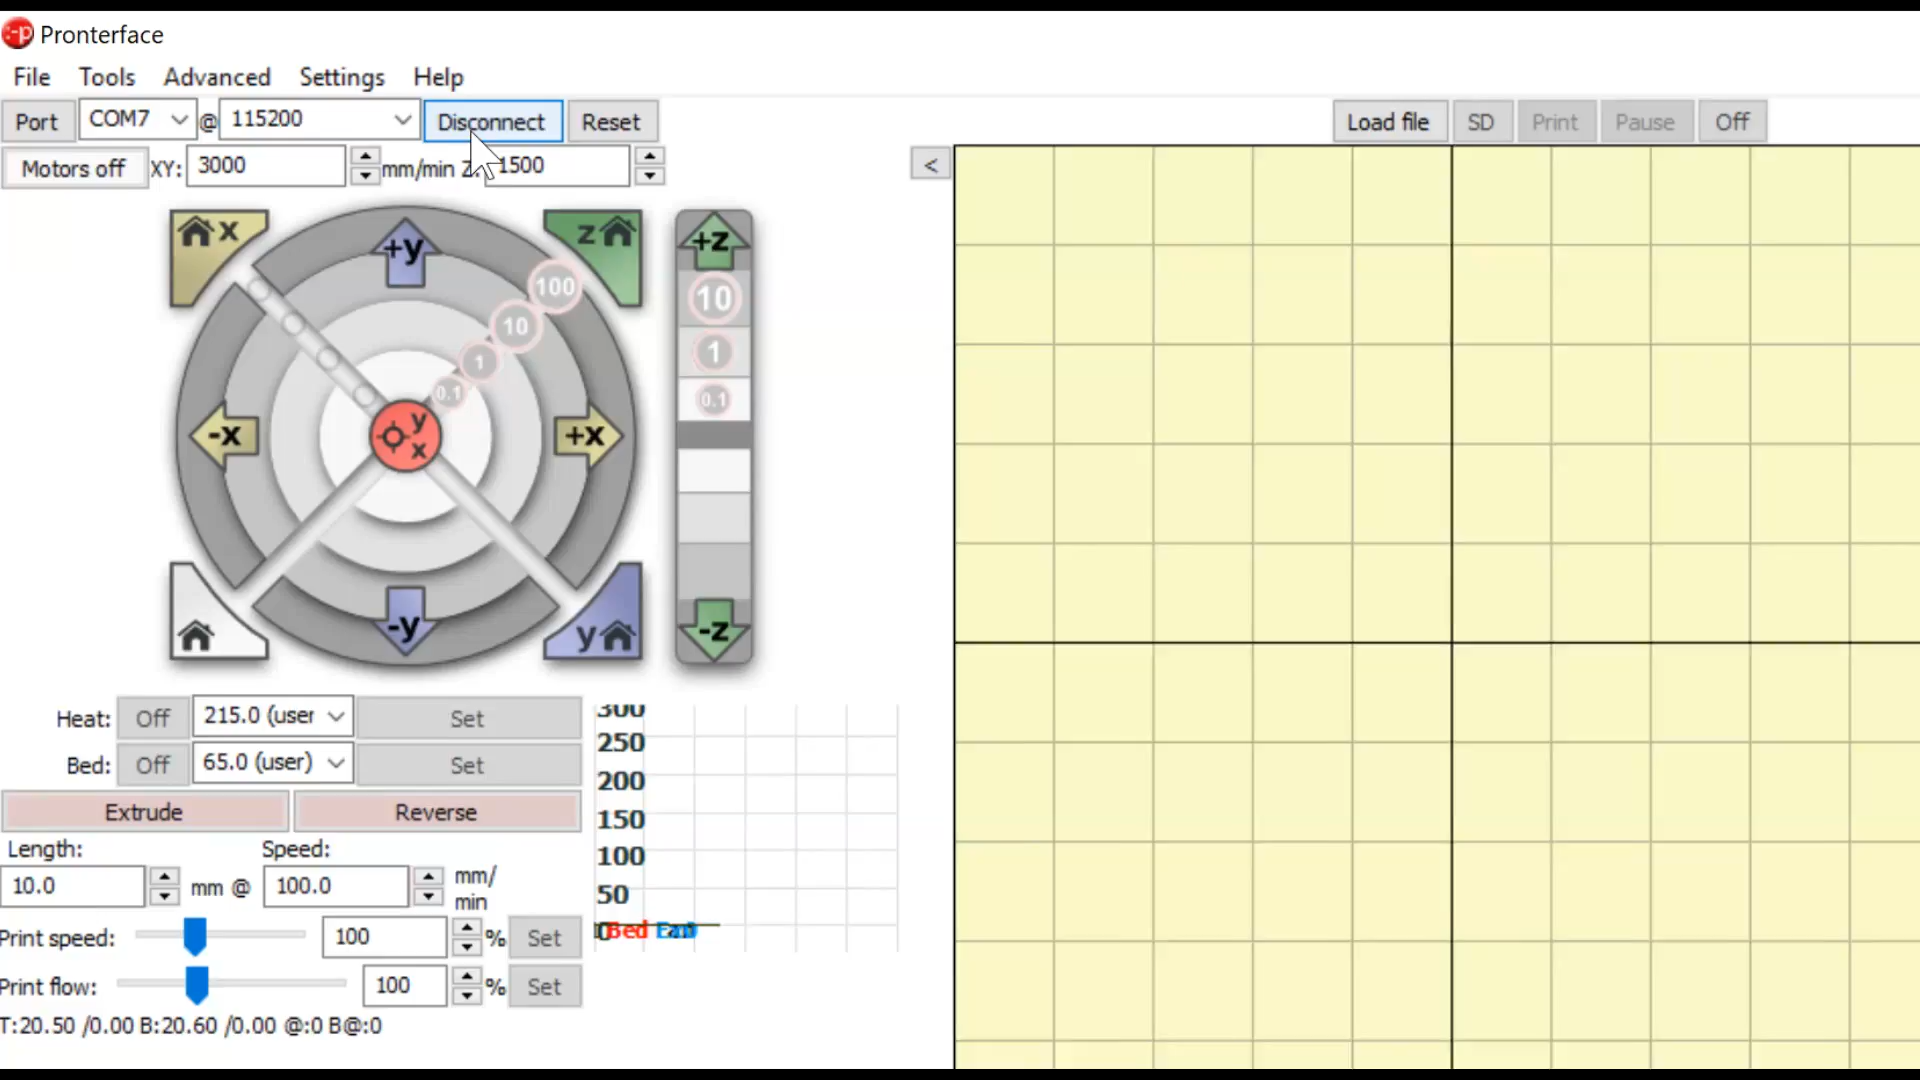 Pronterface
File Tools Advanced Settings Help
Port COM7 @ 115200 Disconnect Reset Load file SD Print Pause Off
Motors off XY: 3000 mm/min 1500 <
x +y z +z
100 10
10
1 1
0.1 0.1
-x y x +x
-y y -z
Heat: Off 215.0 (user Set 300
250
Bed: Off 65.0 (user) Set 200
Extrude Reverse 150
Length: Speed: 100
10.0 mm @ 100.0 mm/ min 50
Print speed: 100 % Set 0 Bed
Print flow: 100 % Set
T:20.50 /0.00 B:20.60 /0.00 @:0 B@:0